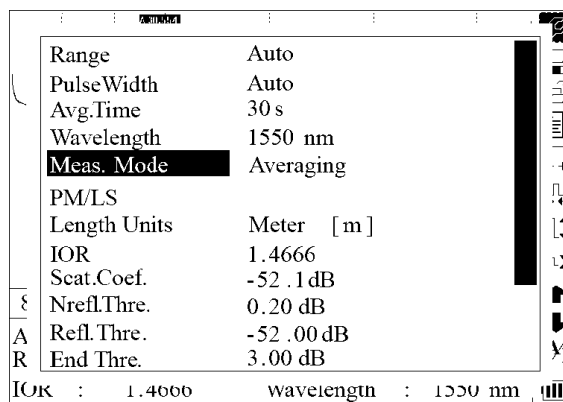 Range Auto
PulseWidth Auto
Avg.Time 30 s
Wavelength 1550 nm
Meas. Mode Averaging
PM/LS
Length Units Meter [ m ]
IOR 1.4666
Scat.Coef. -52 .1 dB
Nrefl.Thre. 0.20 dB
Refl. Thre. -52 .00 dB
End Thre. 3.00 dB
A
R
IOR : 1.4666 Wavelength : 1550 nm